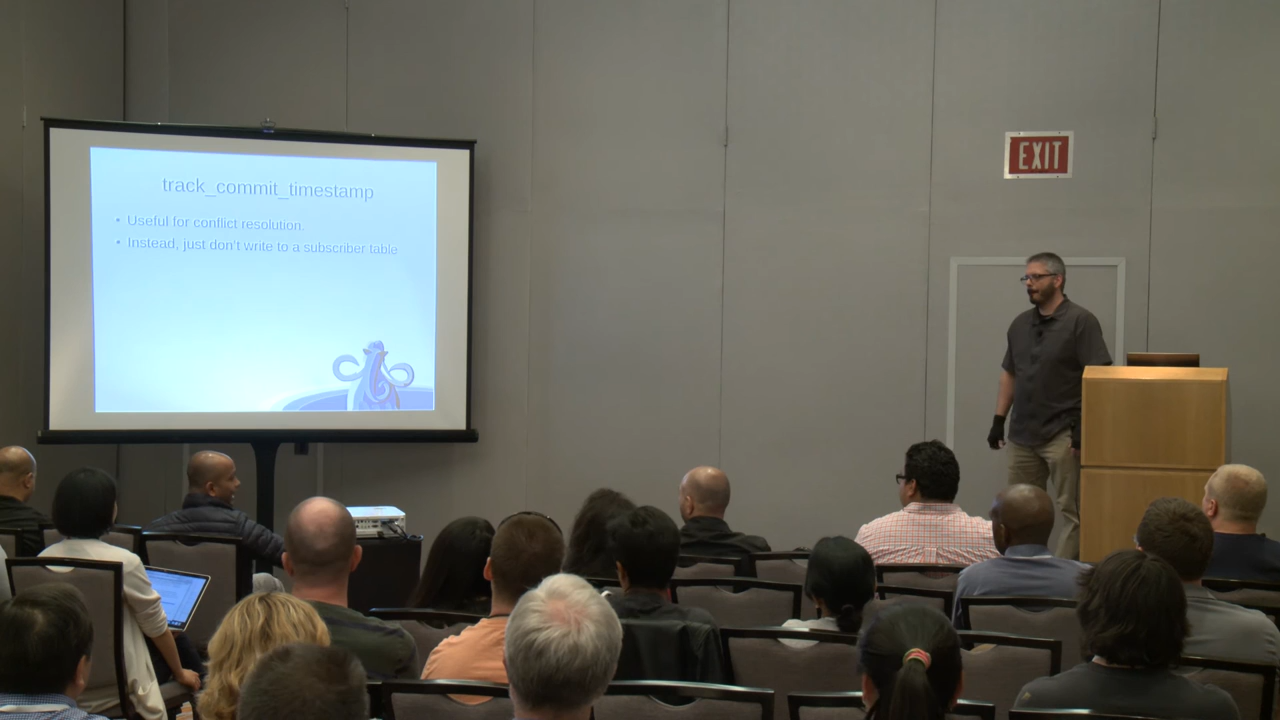 track_commit_timestamp
• Useful for conflict resolution.
• Instead, just don't write to a subscriber table
EXIT